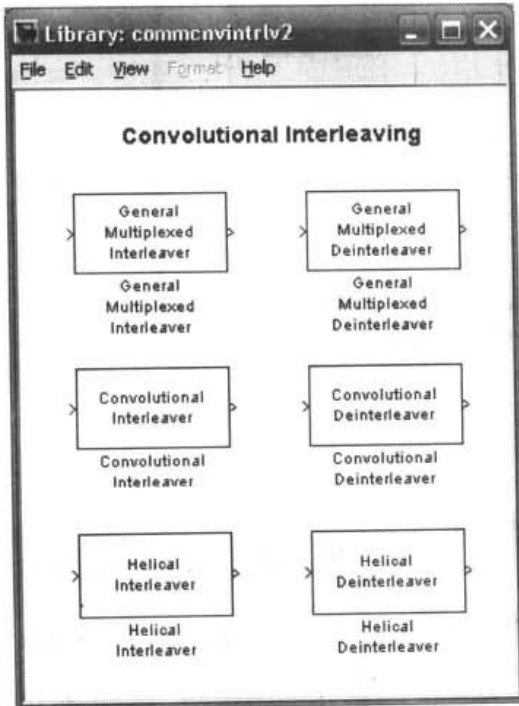 Library: commcnvintrlv2
File Edit View Format Help
Convolutional Interleaving
General
Multiplexed
Interleaver
General
Multiplexed
Interleaver
General
Multiplexed
Deinterleaver
General
Multiplexed
Deinterleaver
Convolutional
Interleaver
Convolutional
Interleaver
Convolutional
Deinterleaver
Convolutional
Deinterleaver
Helical
Interleaver
Helical
Interleaver
Helical
Deinterleaver
Helical
Deinterleaver